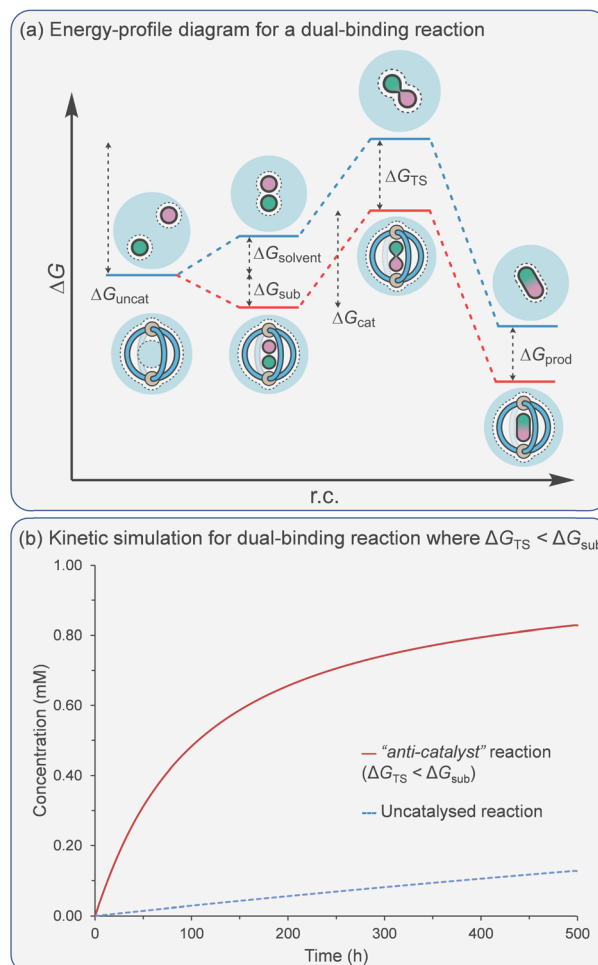 (a) Energy-profile diagram for a dual-binding reaction
ΔG
ΔG_TS
ΔG_solvent
ΔG_sub
ΔG_uncat
ΔG_cat
ΔG_prod
r.c.
(b) Kinetic simulation for dual-binding reaction where ΔG_TS < ΔG_sub
1.00
0.80
0.60
0.40
0.20
0.00
Concentration (mM)
"anti-catalyst" reaction
(ΔG_TS < ΔG_sub)
Uncatalysed reaction
0
100
200
300
400
500
Time (h)